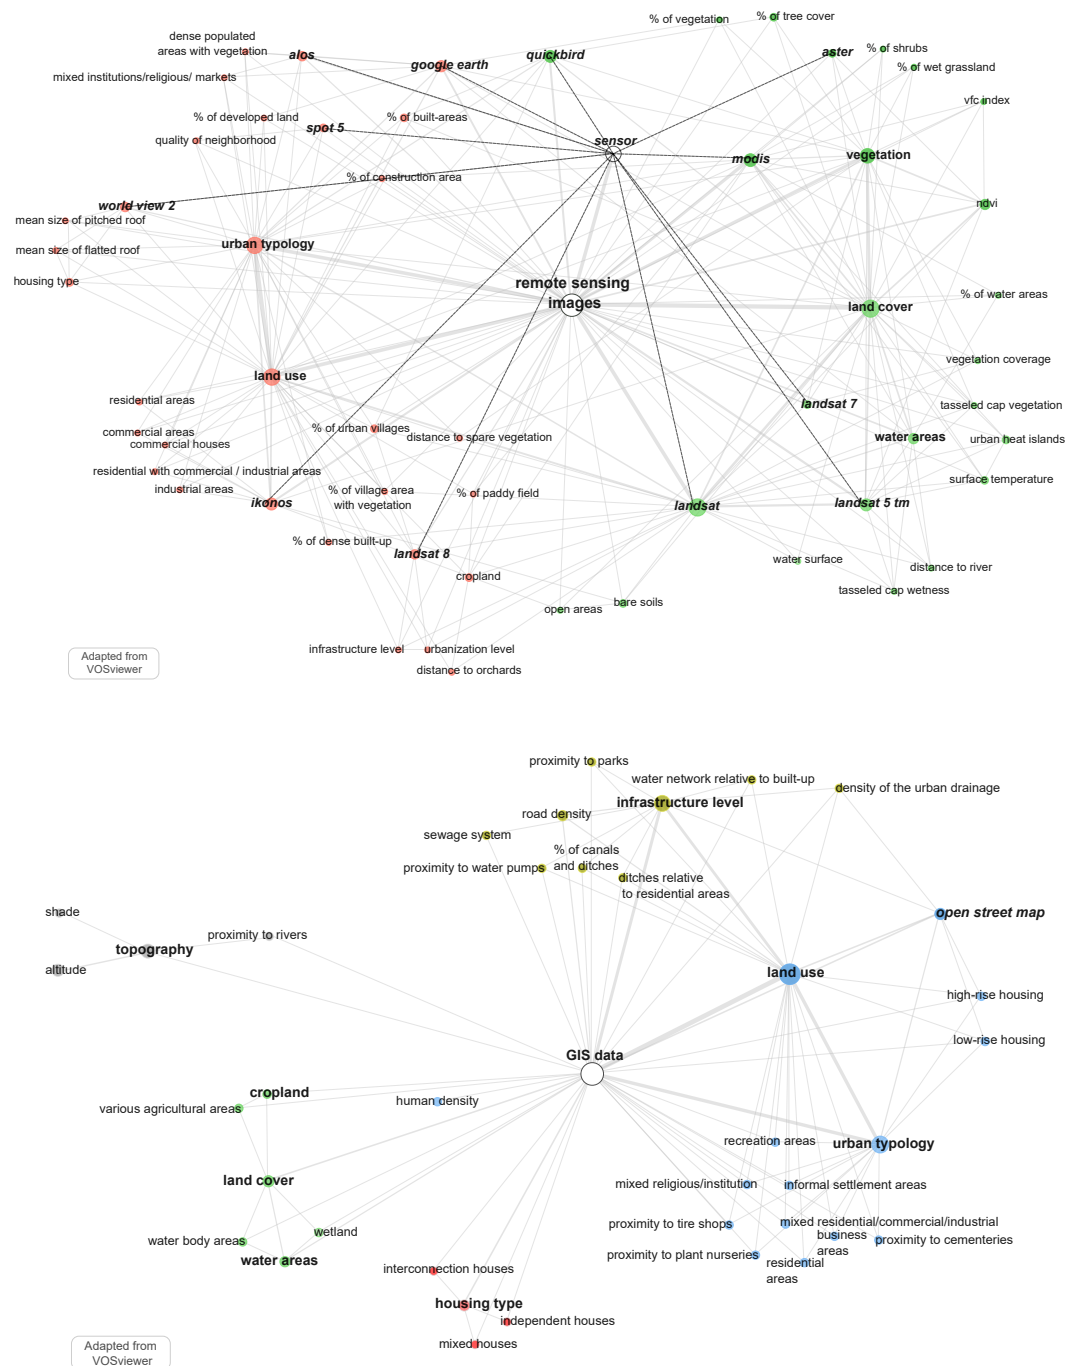 % of vegetation
% of tree cover
dense populated
areas with vegetation
alos
google earth
quickbird
aster
% of shrubs
% of wet grassland
mixed institutions/religious/ markets
vfc index
% of developed land
% of built-areas
spot 5
quality of neighborhood
sensor
modis
vegetation
% of construction area
world view 2
ndvi
mean size of pitched roof
urban typology
mean size of flatted roof
housing type
remote sensing
images
% of water areas
land cover
vegetation coverage
land use
residential areas
landsat 7
tasseled cap vegetation
commercial areas
commercial houses
% of urban villages
distance to spare vegetation
water areas
urban heat islands
residential with commercial / industrial areas
industrial areas
% of village area
with vegetation
% of paddy field
surface temperature
ikonos
landsat
landsat 5 tm
% of dense built-up
landsat 8
water surface
distance to river
cropland
tasseled cap wetness
open areas
bare soils
infrastructure level
urbanization level
distance to orchards
Adapted from
VOSviewer
proximity to parks
water network relative to built-up
density of the urban drainage
infrastructure level
road density
sewage system
% of canals
and ditches
proximity to water pumps
ditches relative
to residential areas
shade
open street map
proximity to rivers
topography
altitude
land use
high-rise housing
low-rise housing
GIS data
cropland
human density
various agricultural areas
recreation areas
urban typology
land cover
mixed religious/institution
informal settlement areas
proximity to tire shops
mixed residential/commercial/industrial
wetland
water body areas
business
areas
proximity to cementeries
water areas
proximity to plant nurseries
residential
areas
interconnection houses
housing type
independent houses
mixed houses
Adapted from
VOSviewer